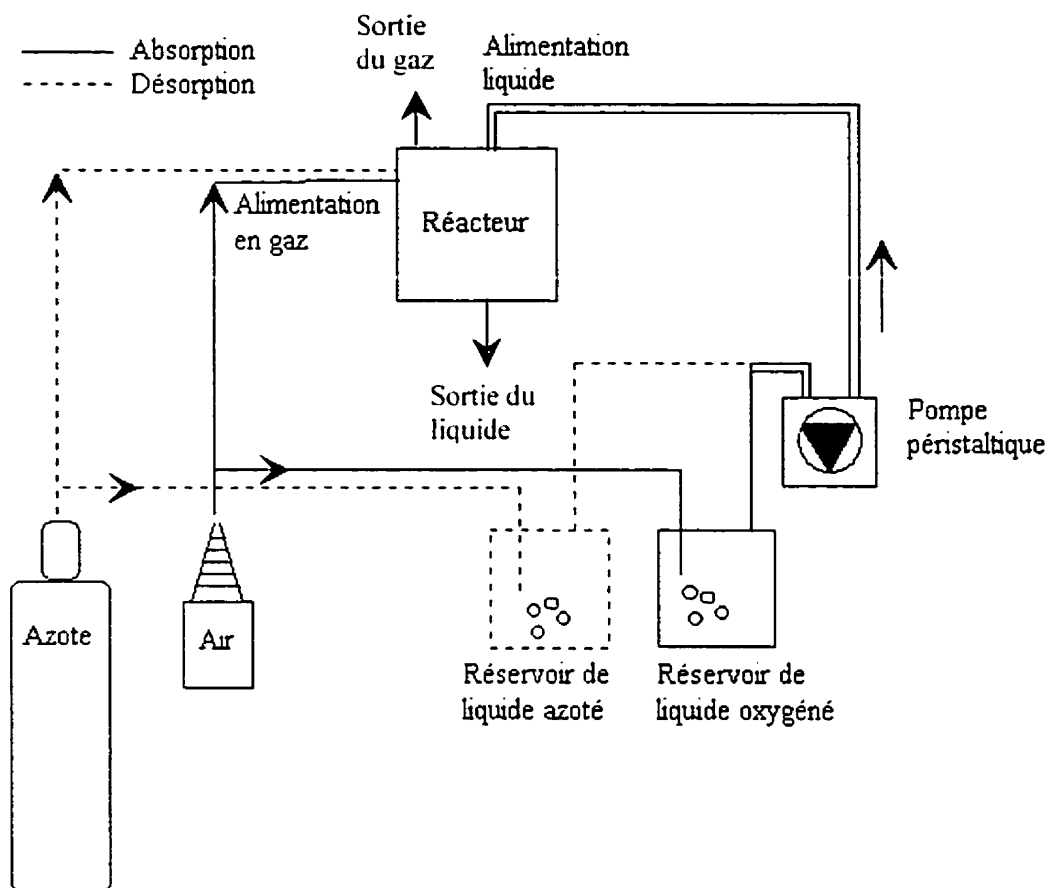 Absorption
Désorption
Sortie
du gaz
Alimentation
liquide
Alimentation
en gaz
Réacteur
Sortie du
liquide
Pompe
péristaltique
Azote
Air
Réservoir de
liquide azoté
Réservoir de
liquide oxygéné